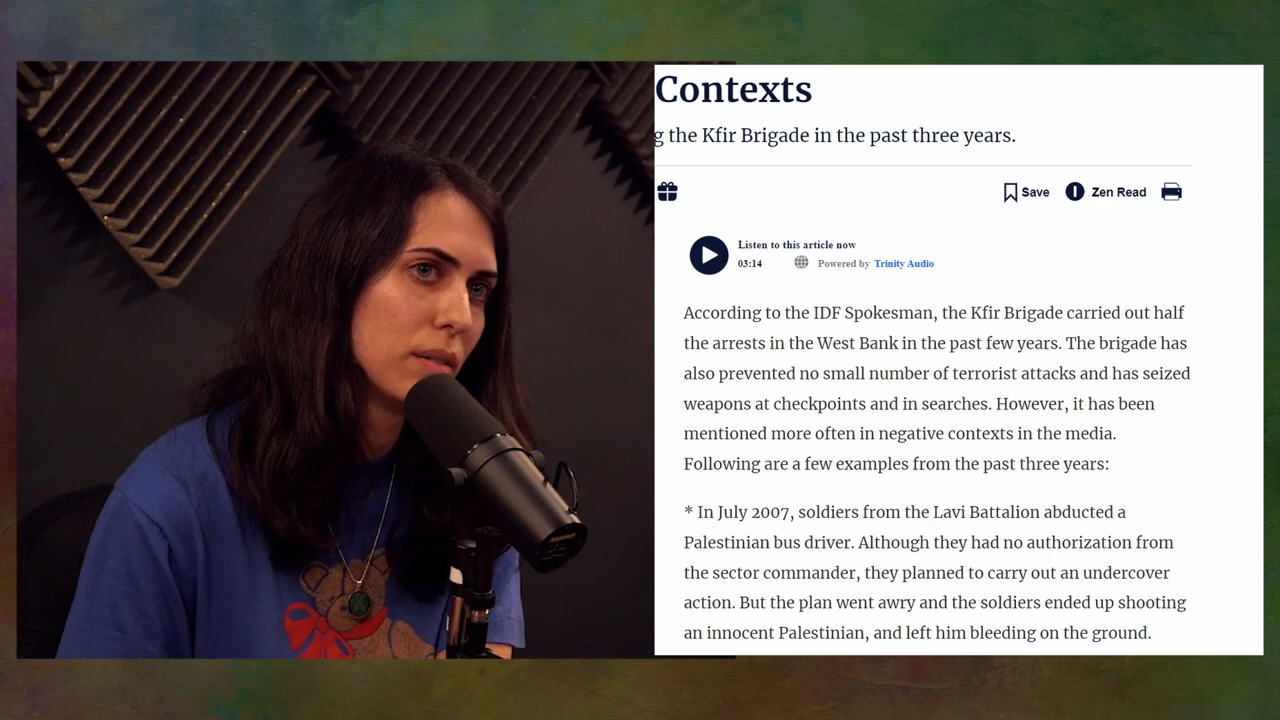 Contexts
g the Kfir Brigade in the past three years.
Save
Zen Read
Listen to this article now
03:14
Powered by Trinity Audio
According to the IDF Spokesman, the Kfir Brigade carried out half
the arrests in the West Bank in the past few years. The brigade has
also prevented no small number of terrorist attacks and has seized
weapons at checkpoints and in searches. However, it has been
mentioned more often in negative contexts in the media.
Following are a few examples from the past three years:
* In July 2007, soldiers from the Lavi Battalion abducted a
Palestinian bus driver. Although they had no authorization from
the sector commander, they planned to carry out an undercover
action. But the plan went awry and the soldiers ended up shooting
an innocent Palestinian, and left him bleeding on the ground.